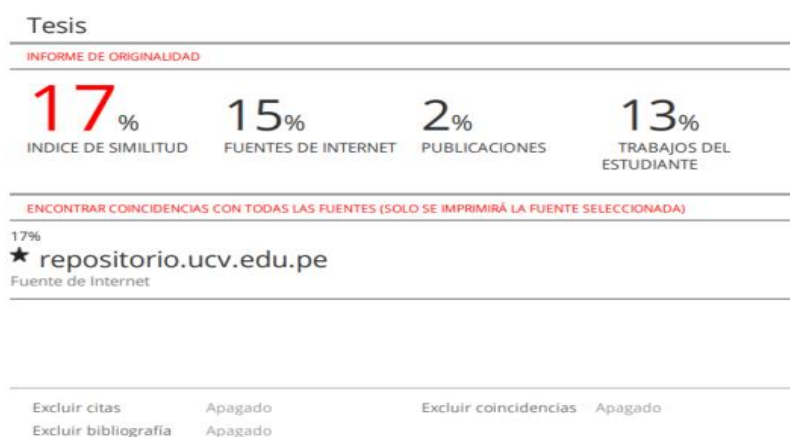 Tesis
INFORME DE ORIGINALIDAD
17%
15%
2%
13%
INDICE DE SIMILITUD
FUENTES DE INTERNET
PUBLICACIONES
TRABAJOS DEL
ESTUDIANTE
ENCONTRAR COINCIDENCIAS CON TODAS LAS FUENTES (SOLO SE IMPRIMIRÁ LA FUENTE SELECCIONADA)
17%
★ repositorio.ucv.edu.pe
Fuente de Internet
Excluir citas Apagado Excluir coincidencias Apagado
Excluir bibliografía Apagado